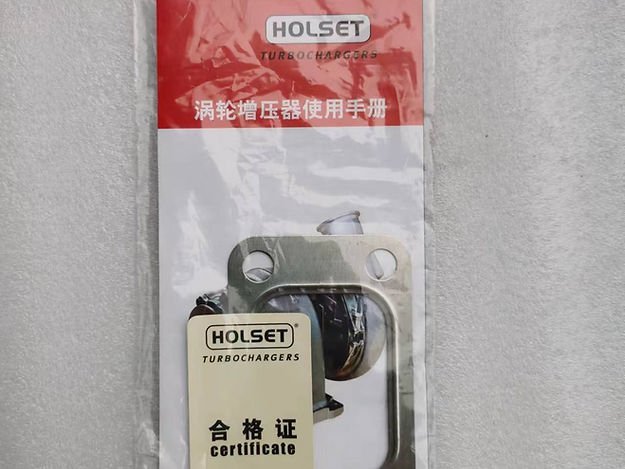 HOLSET
TURBOCHARGERS
涡轮增压器使用手册
HOLSET®
TURBOCHARGERS
合格证
certificate